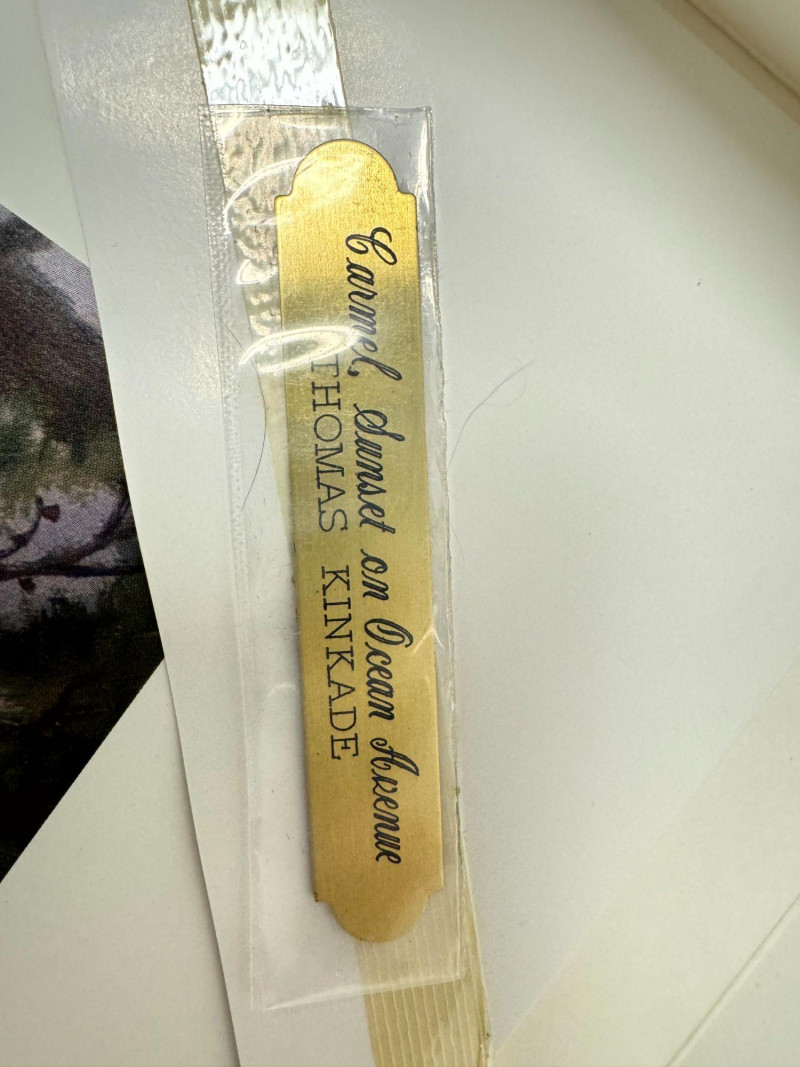 Carmel, Sunset on Ocean Avenue
THOMAS KINKADE